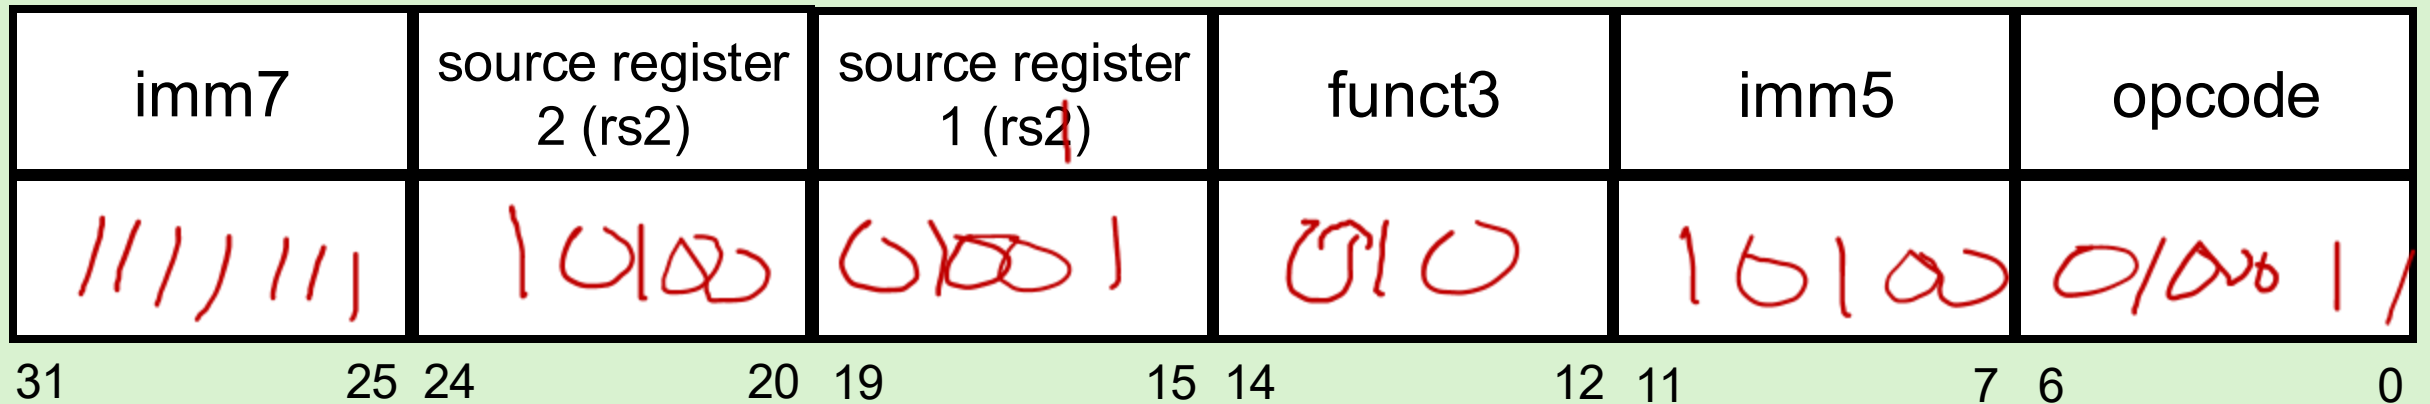 imm7 source register 2 (rs2) source register 1 (rs1) funct3 imm5 opcode
1111111 10100 01001 010 10100 0100011
31 25 24 20 19 15 14 12 11 7 6 0